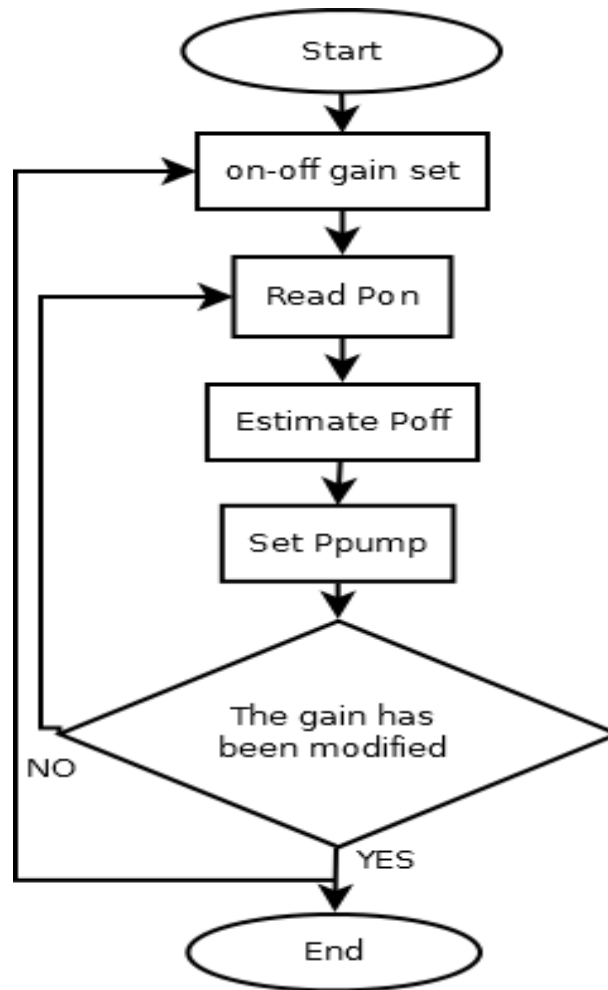 Start
on-off gain set
Read Pon
Estimate Poff
Set Ppump
The gain has
been modified
NO
YES
End